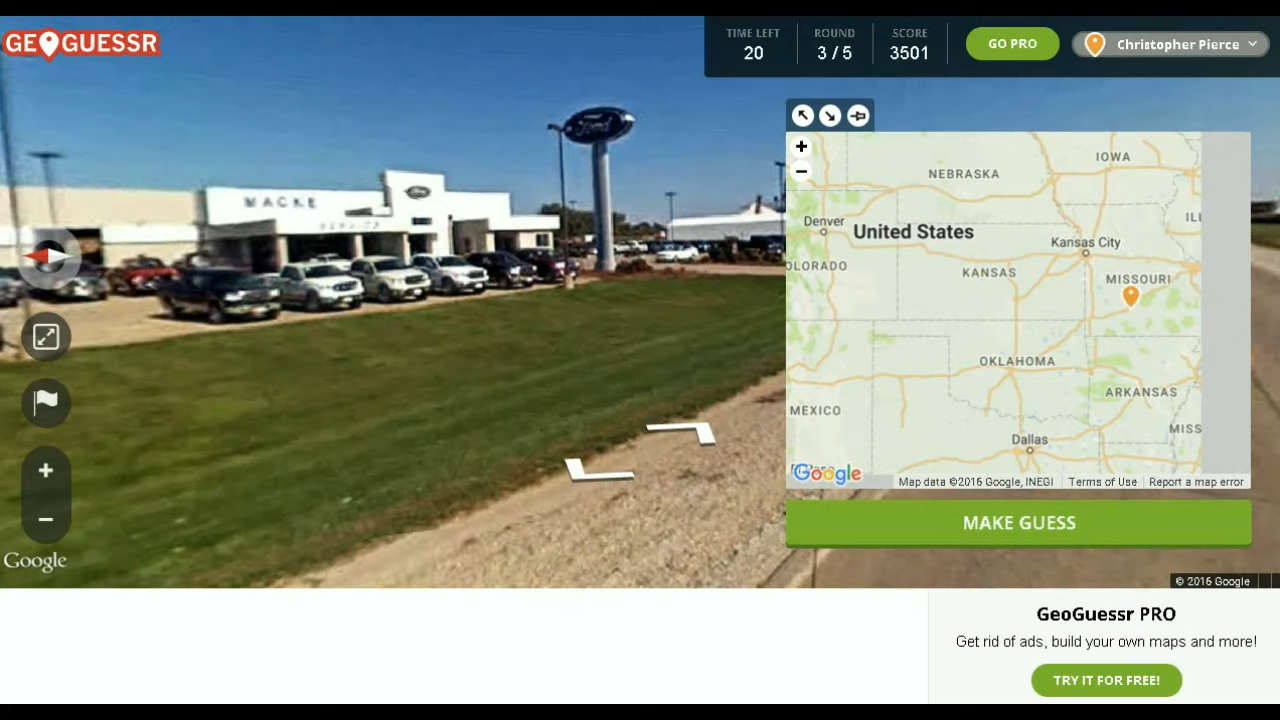 GEOGUESSR
TIME LEFT
20
ROUND
3 / 5
SCORE
3501
GO PRO
Christopher Pierce
Ford
MACKE
Ford
+
−
IOWA
NEBRASKA
ILL
Denver
United States
Kansas City
OLORADO
KANSAS
MISSOURI
OKLAHOMA
ARKANSAS
MEXICO
MISS
Dallas
Google
Map data ©2016 Google, INEGI
Terms of Use
Report a map error
+
−
MAKE GUESS
Google
© 2016 Google
GeoGuessr PRO
Get rid of ads, build your own maps and more!
TRY IT FOR FREE!